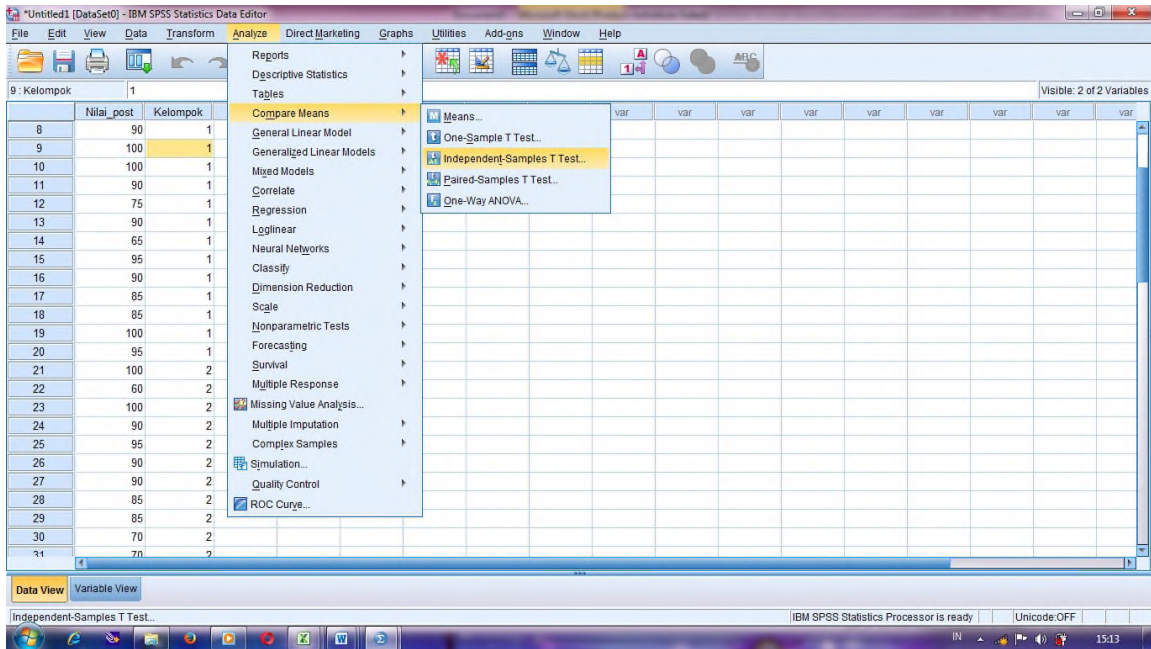 *Untitled1 [DataSet0] - IBM SPSS Statistics Data Editor
File Edit View Data Transform Analyze Direct Marketing Graphs Utilities Add-ons Window Help
9 : Kelompok 1 Visible: 2 of 2 Variables
Nilai_post Kelompok var var var var var var var var var
8 90 1
9 100 1
10 100 1
11 90 1
12 75 1
13 90 1
14 65 1
15 95 1
16 90 1
17 85 1
18 85 1
19 100 1
20 95 1
21 100 2
22 60 2
23 100 2
24 90 2
25 95 2
26 90 2
27 90 2
28 85 2
29 85 2
30 70 2
31 70 2
Reports
Descriptive Statistics
Tables
Compare Means
General Linear Model
Generalized Linear Models
Mixed Models
Correlate
Regression
Loglinear
Neural Networks
Classify
Dimension Reduction
Scale
Nonparametric Tests
Forecasting
Survival
Multiple Response
Missing Value Analysis...
Multiple Imputation
Complex Samples
Simulation...
Quality Control
ROC Curve...
Means...
One-Sample T Test...
Independent-Samples T Test...
Paired-Samples T Test...
One-Way ANOVA...
Data View Variable View
Independent-Samples T Test... IBM SPSS Statistics Processor is ready Unicode:OFF
IN 15:13